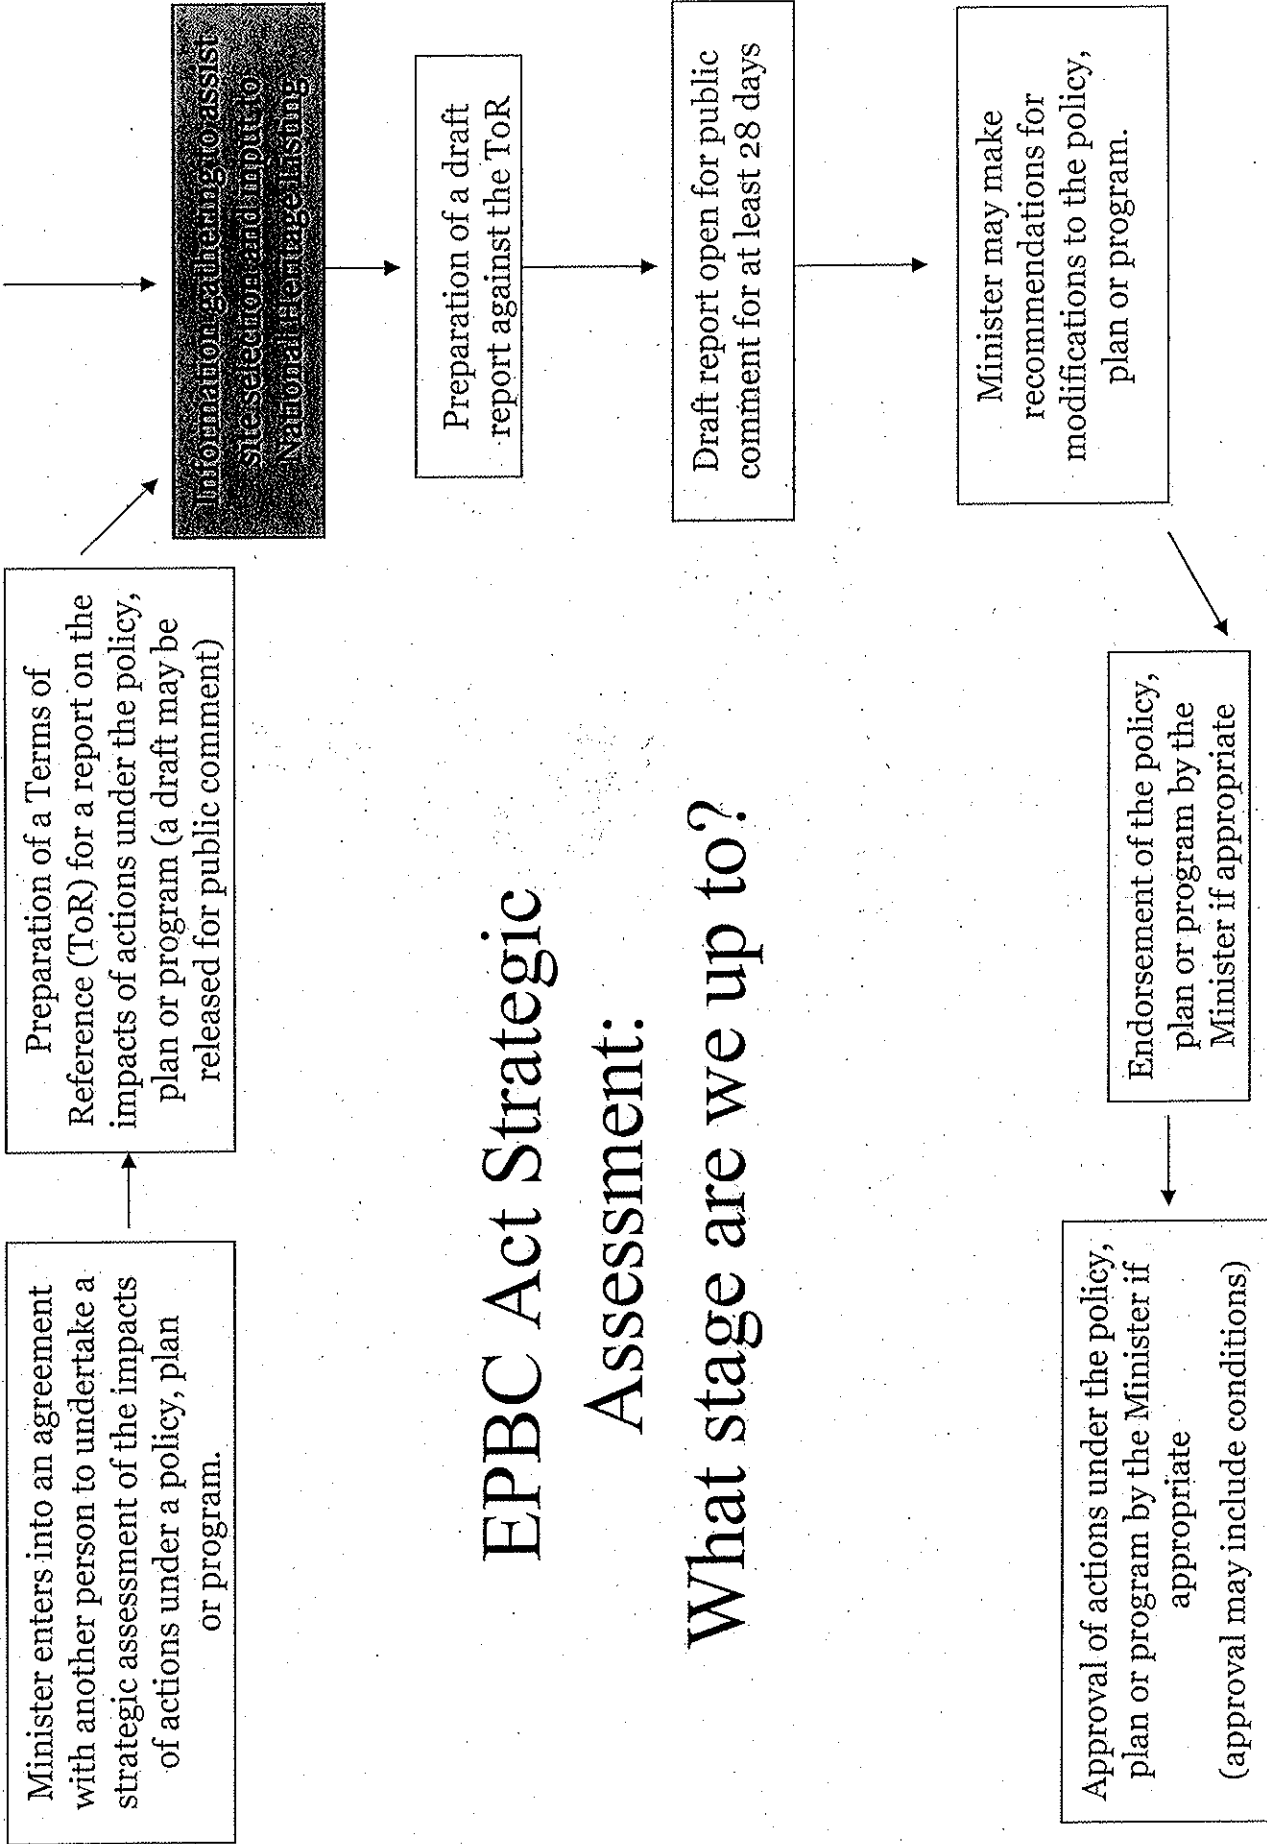 Minister enters into an agreement
with another person to undertake a
strategic assessment of the impacts
of actions under a policy, plan
or program.
Preparation of a Terms of
Reference (ToR) for a report on the
impacts of actions under the policy,
plan or program (a draft may be
released for public comment)
Information gathering to assist
site selection and input to
National Heritage Listing
Preparation of a draft
report against the ToR
Draft report open for public
comment for at least 28 days
Minister may make
recommendations for
modifications to the policy,
plan or program.
EPBC Act Strategic
Assessment:
What stage are we up to?
Endorsement of the policy,
plan or program by the
Minister if appropriate
Approval of actions under the policy,
plan or program by the Minister if
appropriate
(approval may include conditions)